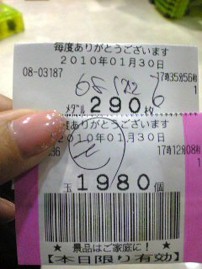 毎度ありがとうございます
2010年01月30日
08-03187
17時35分56秒
1
メダル 290 枚
度ありがとうございます
2010年01月30日
17時12分08秒
1
玉 1980 個
★ 景品はご家庭に! ★
【本日限り有効】